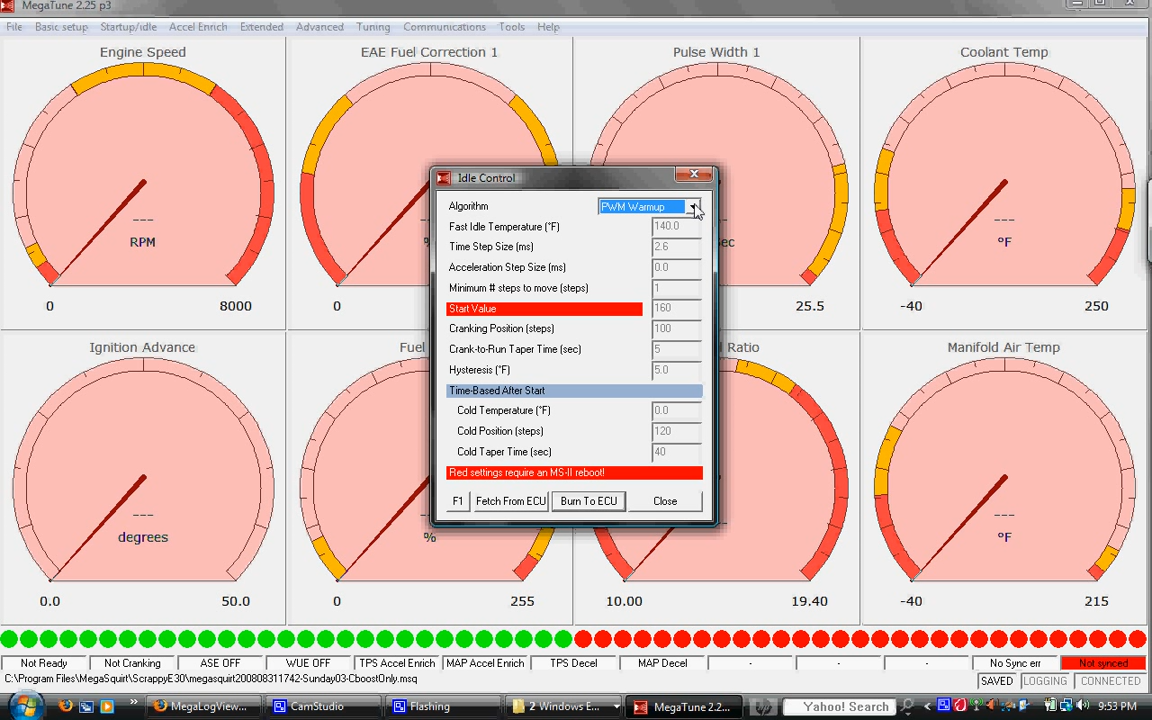 MegaTune 2.25 p3
File Basic setup Startup/idle Accel Enrich Extended Advanced Tuning Communications Tools Help
Engine Speed
EAE Fuel Correction 1
Pulse Width 1
Coolant Temp
---
RPM
0 8000
0
sec
25.5
---
°F
-40 250
Idle Control
Algorithm PWM Warmup
Fast Idle Temperature (°F) 140.0
Time Step Size (ms) 2.6
Acceleration Step Size (ms) 0.0
Minimum # steps to move (steps) 1
Start Value 160
Cranking Position (steps) 100
Crank-to-Run Taper Time (sec) 5
Hysteresis (°F) 5.0
Time-Based After Start
Cold Temperature (°F) 0.0
Cold Position (steps) 120
Cold Taper Time (sec) 40
Red settings require an MS-II reboot!
F1 Fetch From ECU Burn To ECU Close
Ignition Advance
Fuel
Ratio
Manifold Air Temp
---
degrees
0.0 50.0
%
0 255
10.00 19.40
---
°F
-40 215
Not Ready Not Cranking ASE OFF WUE OFF TPS Accel Enrich MAP Accel Enrich TPS Decel MAP Decel - - - No Sync err Not synced
C:\Program Files\MegaSquirt\ScrappyE30\megasquirt200808311742-Sunday03-CboostOnly.msq SAVED LOGGING CONNECTED
MegaLogView... CamStudio Flashing 2 Windows E... MegaTune 2.2... Yahoo! Search 9:53 PM